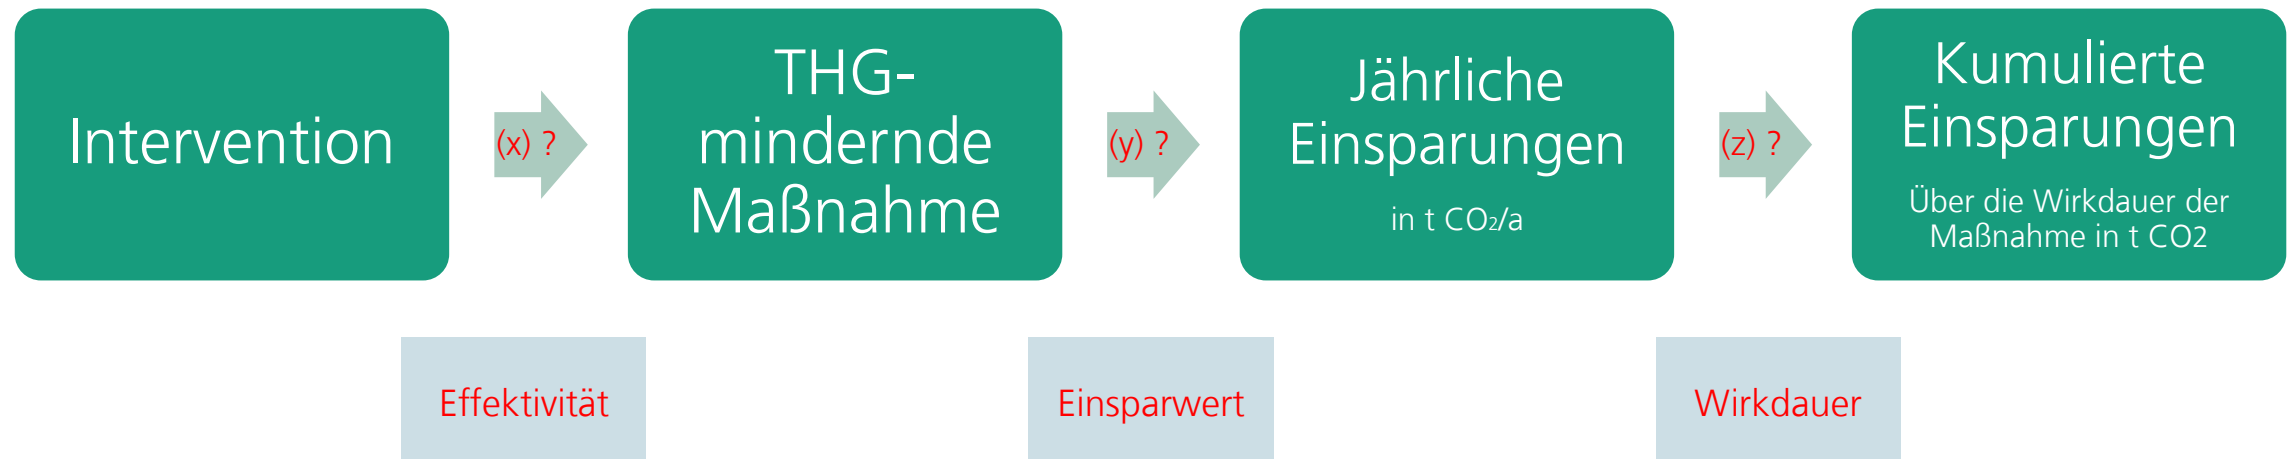 Intervention
(x) ?
THG-
mindernde
Maßnahme
(y) ?
Jährliche
Einsparungen
in t CO₂/a
(z) ?
Kumulierte
Einsparungen
Über die Wirkdauer der
Maßnahme in t CO2
Effektivität
Einsparwert
Wirkdauer